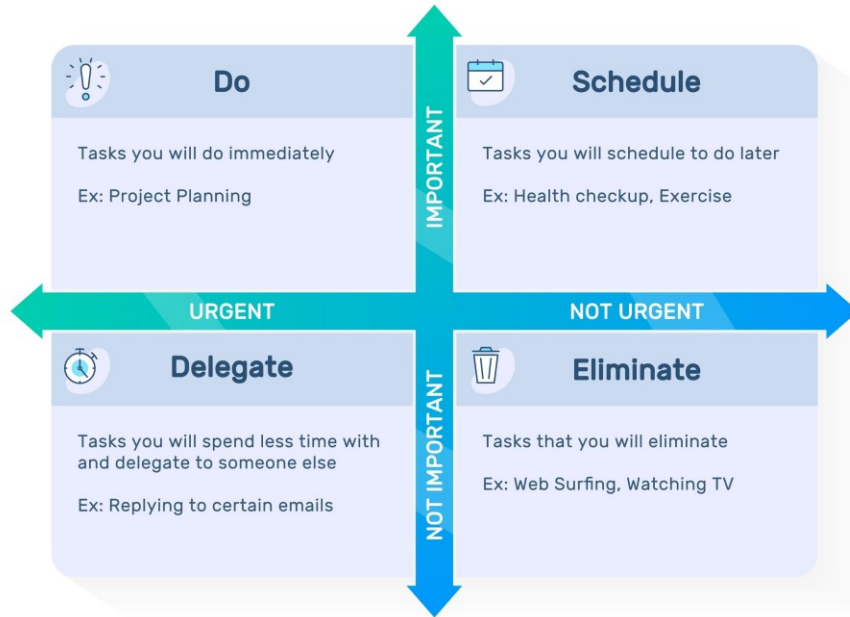 Do
Tasks you will do immediately
Ex: Project Planning
Schedule
Tasks you will schedule to do later
Ex: Health checkup, Exercise
IMPORTANT
URGENT
NOT URGENT
Delegate
Tasks you will spend less time with
and delegate to someone else
Ex: Replying to certain emails
NOT IMPORTANT
Eliminate
Tasks that you will eliminate
Ex: Web Surfing, Watching TV